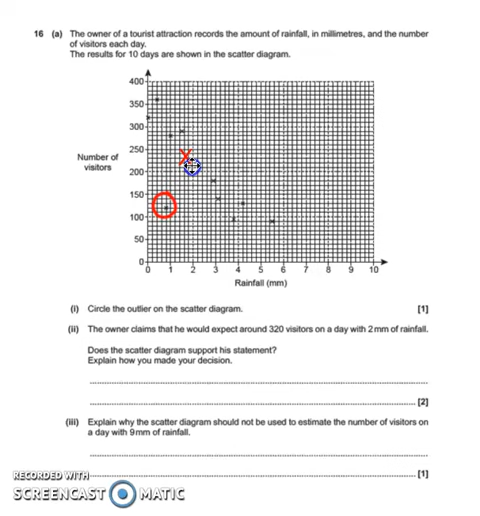 16 (a) The owner of a tourist attraction records the amount of rainfall, in millimetres, and the number
of visitors each day.
The results for 10 days are shown in the scatter diagram.
400
350
300
250
200
150
100
50
0
Number of
visitors
0 1 2 3 4 5 6 7 8 9 10
Rainfall (mm)
(i) Circle the outlier on the scatter diagram. [1]
(ii) The owner claims that he would expect around 320 visitors on a day with 2 mm of rainfall.
Does the scatter diagram support his statement?
Explain how you made your decision.
[2]
(iii) Explain why the scatter diagram should not be used to estimate the number of visitors on
a day with 9 mm of rainfall.
[1]
RECORDED WITH
SCREENCAST MATIC